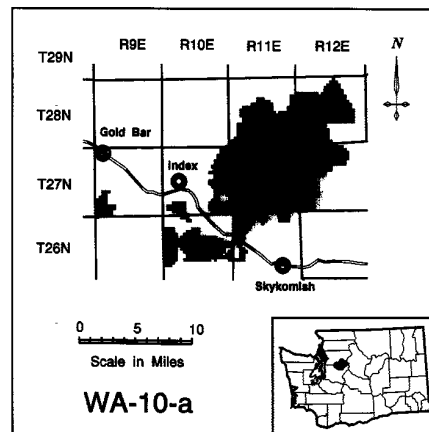 R9E R10E R11E R12E
N
T29N
T28N
Gold Bar
Index
T27N
T26N
Skykomish
0 5 10
Scale in Miles
WA-10-a